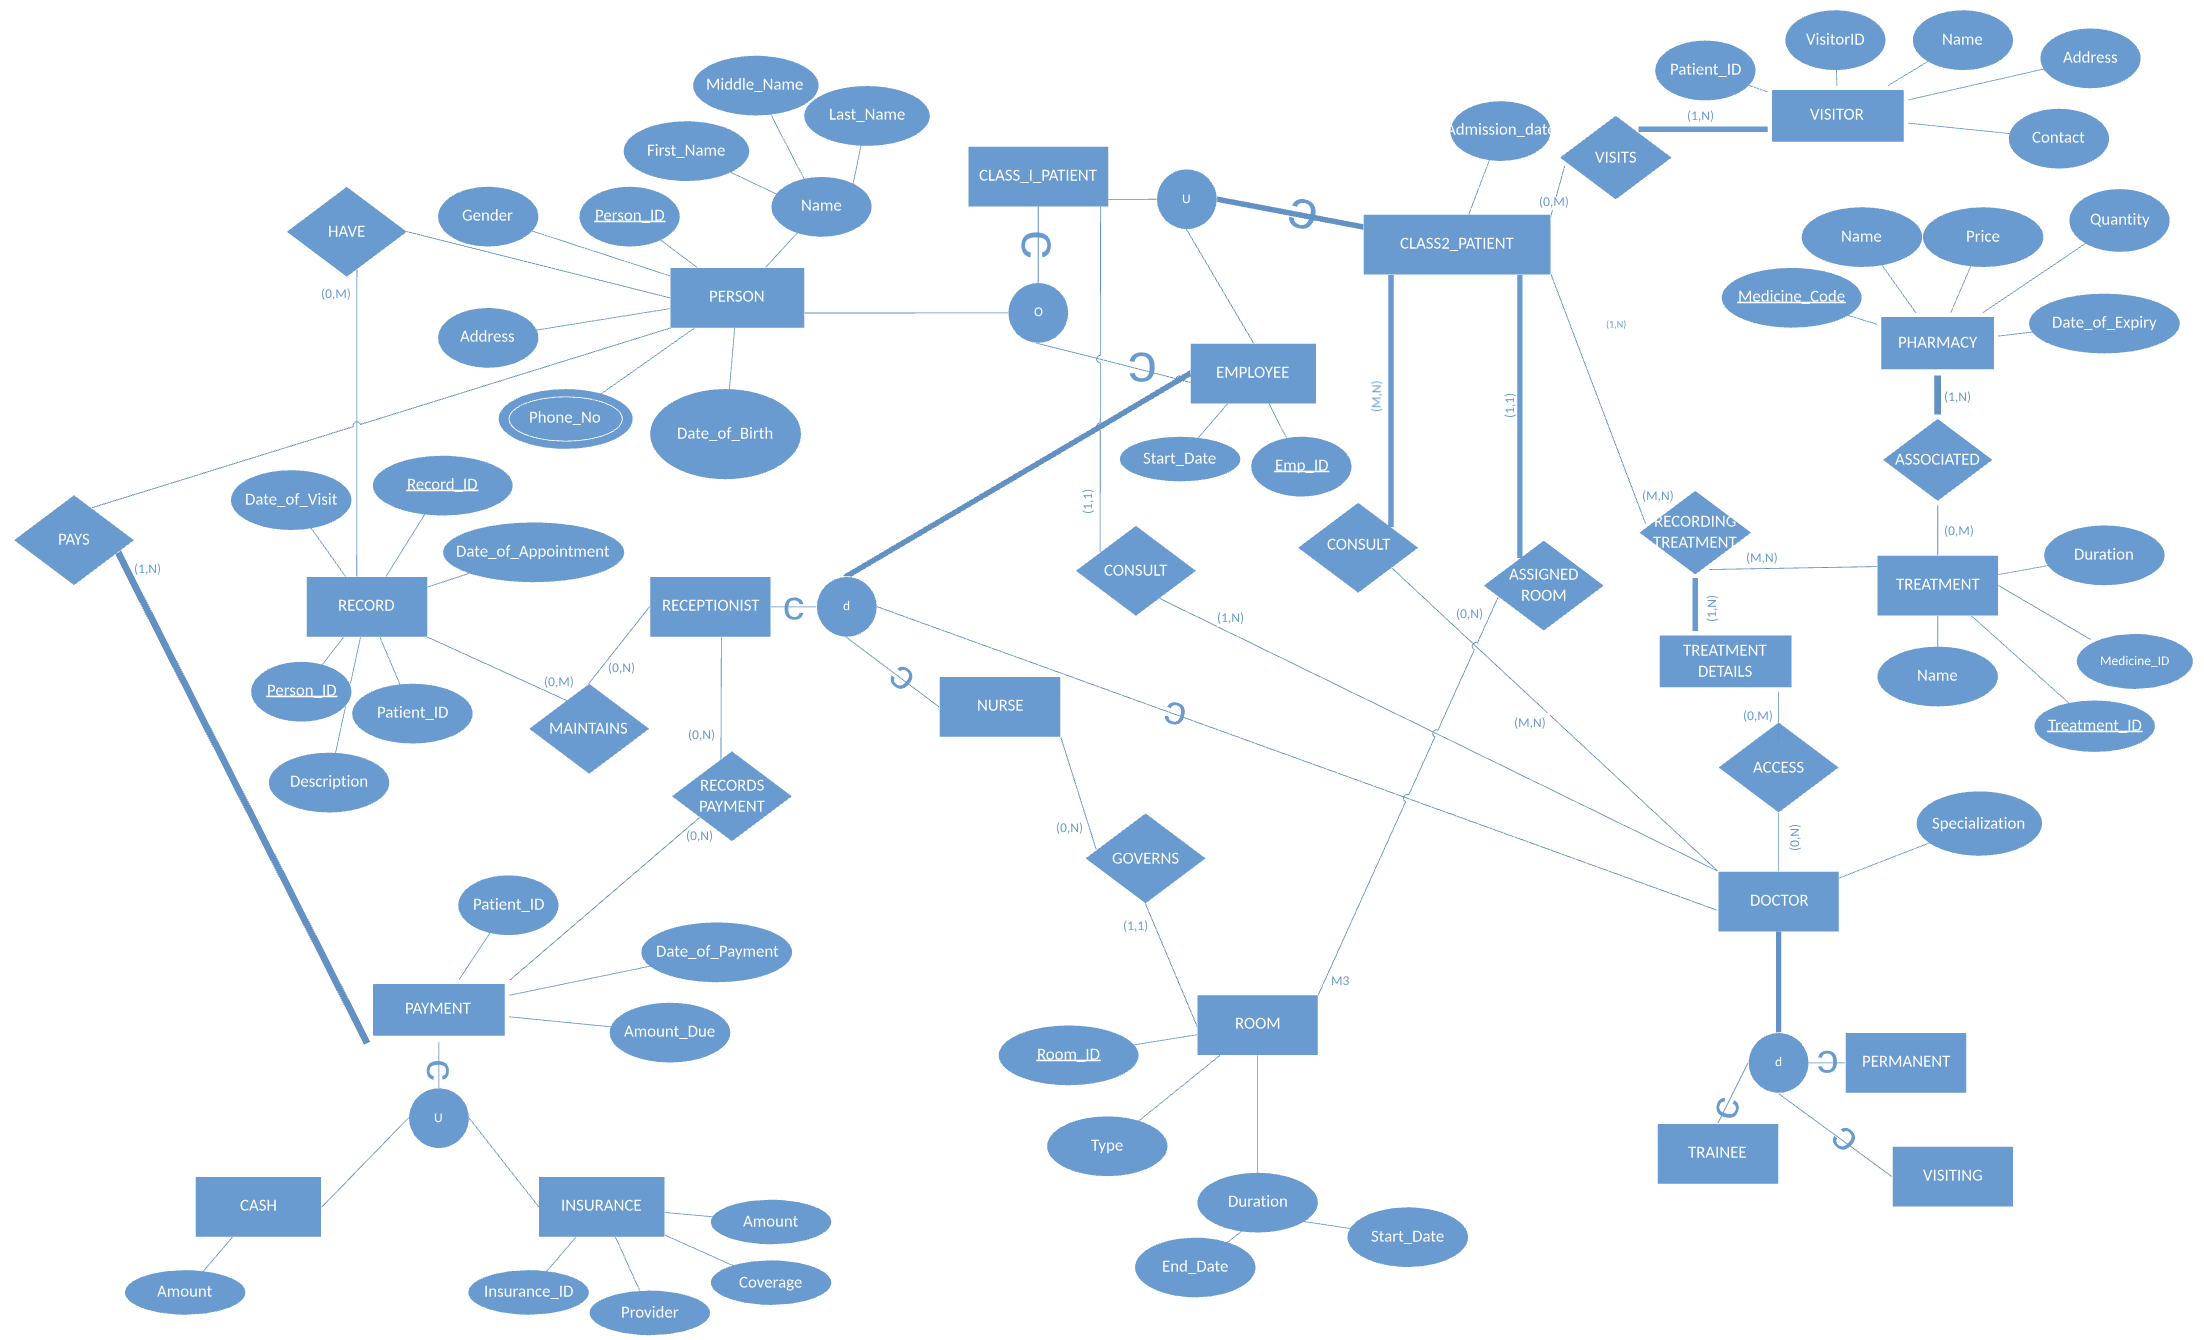 VisitorID
Name
Patient_ID
Address
Middle_Name
Last_Name
VISITOR
(1,N)
Admission_date
Contact
First_Name
VISITS
CLASS_I_PATIENT
U
(0,M)
Gender
Person_ID
Name
Quantity
HAVE
Name
Price
CLASS2_PATIENT
(0,M)
PERSON
Medicine_Code
O
Date_of_Expiry
(1,N)
Address
PHARMACY
EMPLOYEE
(M,N)
(1,1)
(1,N)
Phone_No
Date_of_Birth
Start_Date
Emp_ID
ASSOCIATED
Date_of_Visit
Record_ID
(1,1)
(M,N)
RECORDING
TREATMENT
(0,M)
PAYS
(1,N)
Date_of_Appointment
CONSULT
CONSULT
ASSIGNED
ROOM
(M,N)
Duration
TREATMENT
RECORD
RECEPTIONIST
d
(1,N)
(0,N)
(1,N)
TREATMENT
DETAILS
Medicine_ID
(0,N)
(0,M)
Person_ID
Patient_ID
NURSE
Name
MAINTAINS
(0,N)
(M,N)
(0,M)
Treatment_ID
Description
RECORDS
PAYMENT
ACCESS
(0,N)
(0,N)
(0,N)
Specialization
GOVERNS
Patient_ID
(1,1)
DOCTOR
Date_of_Payment
M3
PAYMENT
Amount_Due
ROOM
Room_ID
d
PERMANENT
U
Type
TRAINEE
VISITING
CASH
INSURANCE
Amount
Duration
Start_Date
End_Date
Amount
Insurance_ID
Coverage
Provider